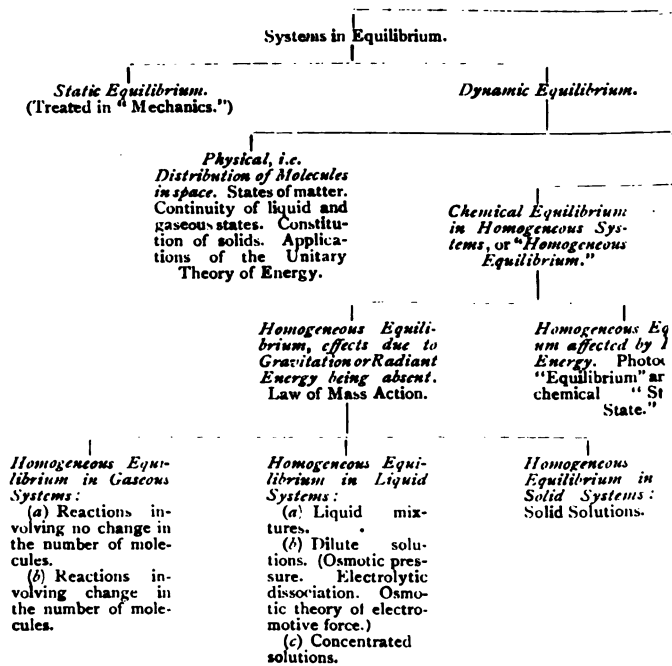 Systems in Equilibrium.
Static Equilibrium.
(Treated in "Mechanics.")
Dynamic Equilibrium.
Physical, i.e.
Distribution of Molecules
in space. States of matter.
Continuity of liquid and
gaseous states. Constitu-
tion of solids. Applica-
tions of the Unitary
Theory of Energy.
Chemical Equilibrium
in Homogeneous Sys-
tems, or "Homogeneous
Equilibrium."
Homogeneous Equili-
brium, effects due to
Gravitation or Radiant
Energy being absent.
Law of Mass Action.
Homogeneous Eq
um affected by
Energy. Photo
"Equilibrium" ar
chemical "St
State."
Homogeneous Equi-
librium in Gaseous
Systems:
(a) Reactions in-
volving no change in
the number of mole-
cules.
(b) Reactions in-
volving change in
the number of mole-
cules.
Homogeneous Equi-
librium in Liquid
Systems:
(a) Liquid mix-
tures.
(b) Dilute solu-
tions. (Osmotic pres-
sure. Electrolytic
dissociation. Osmo-
tic theory of electro-
motive force.)
(c) Concentrated
solutions.
Homogeneous
Equilibrium in
Solid Systems:
Solid Solutions.